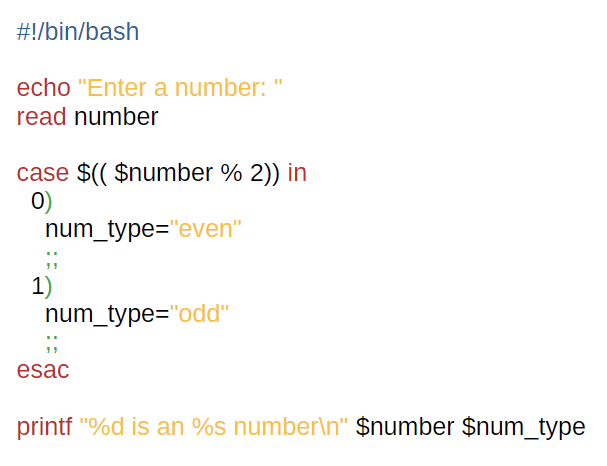 #!/bin/bash
echo "Enter a number: "
read number
case $(( $number % 2)) in
0)
num_type="even"
;;
1)
num_type="odd"
;;
esac
printf "%d is an %s number\n" $number $num_type